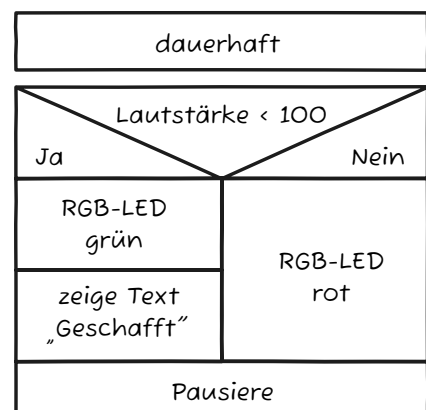 dauerhaft
Lautstärke < 100
Ja
Nein
RGB-LED
grün
zeige Text
„Geschafft“
RGB-LED
rot
Pausiere